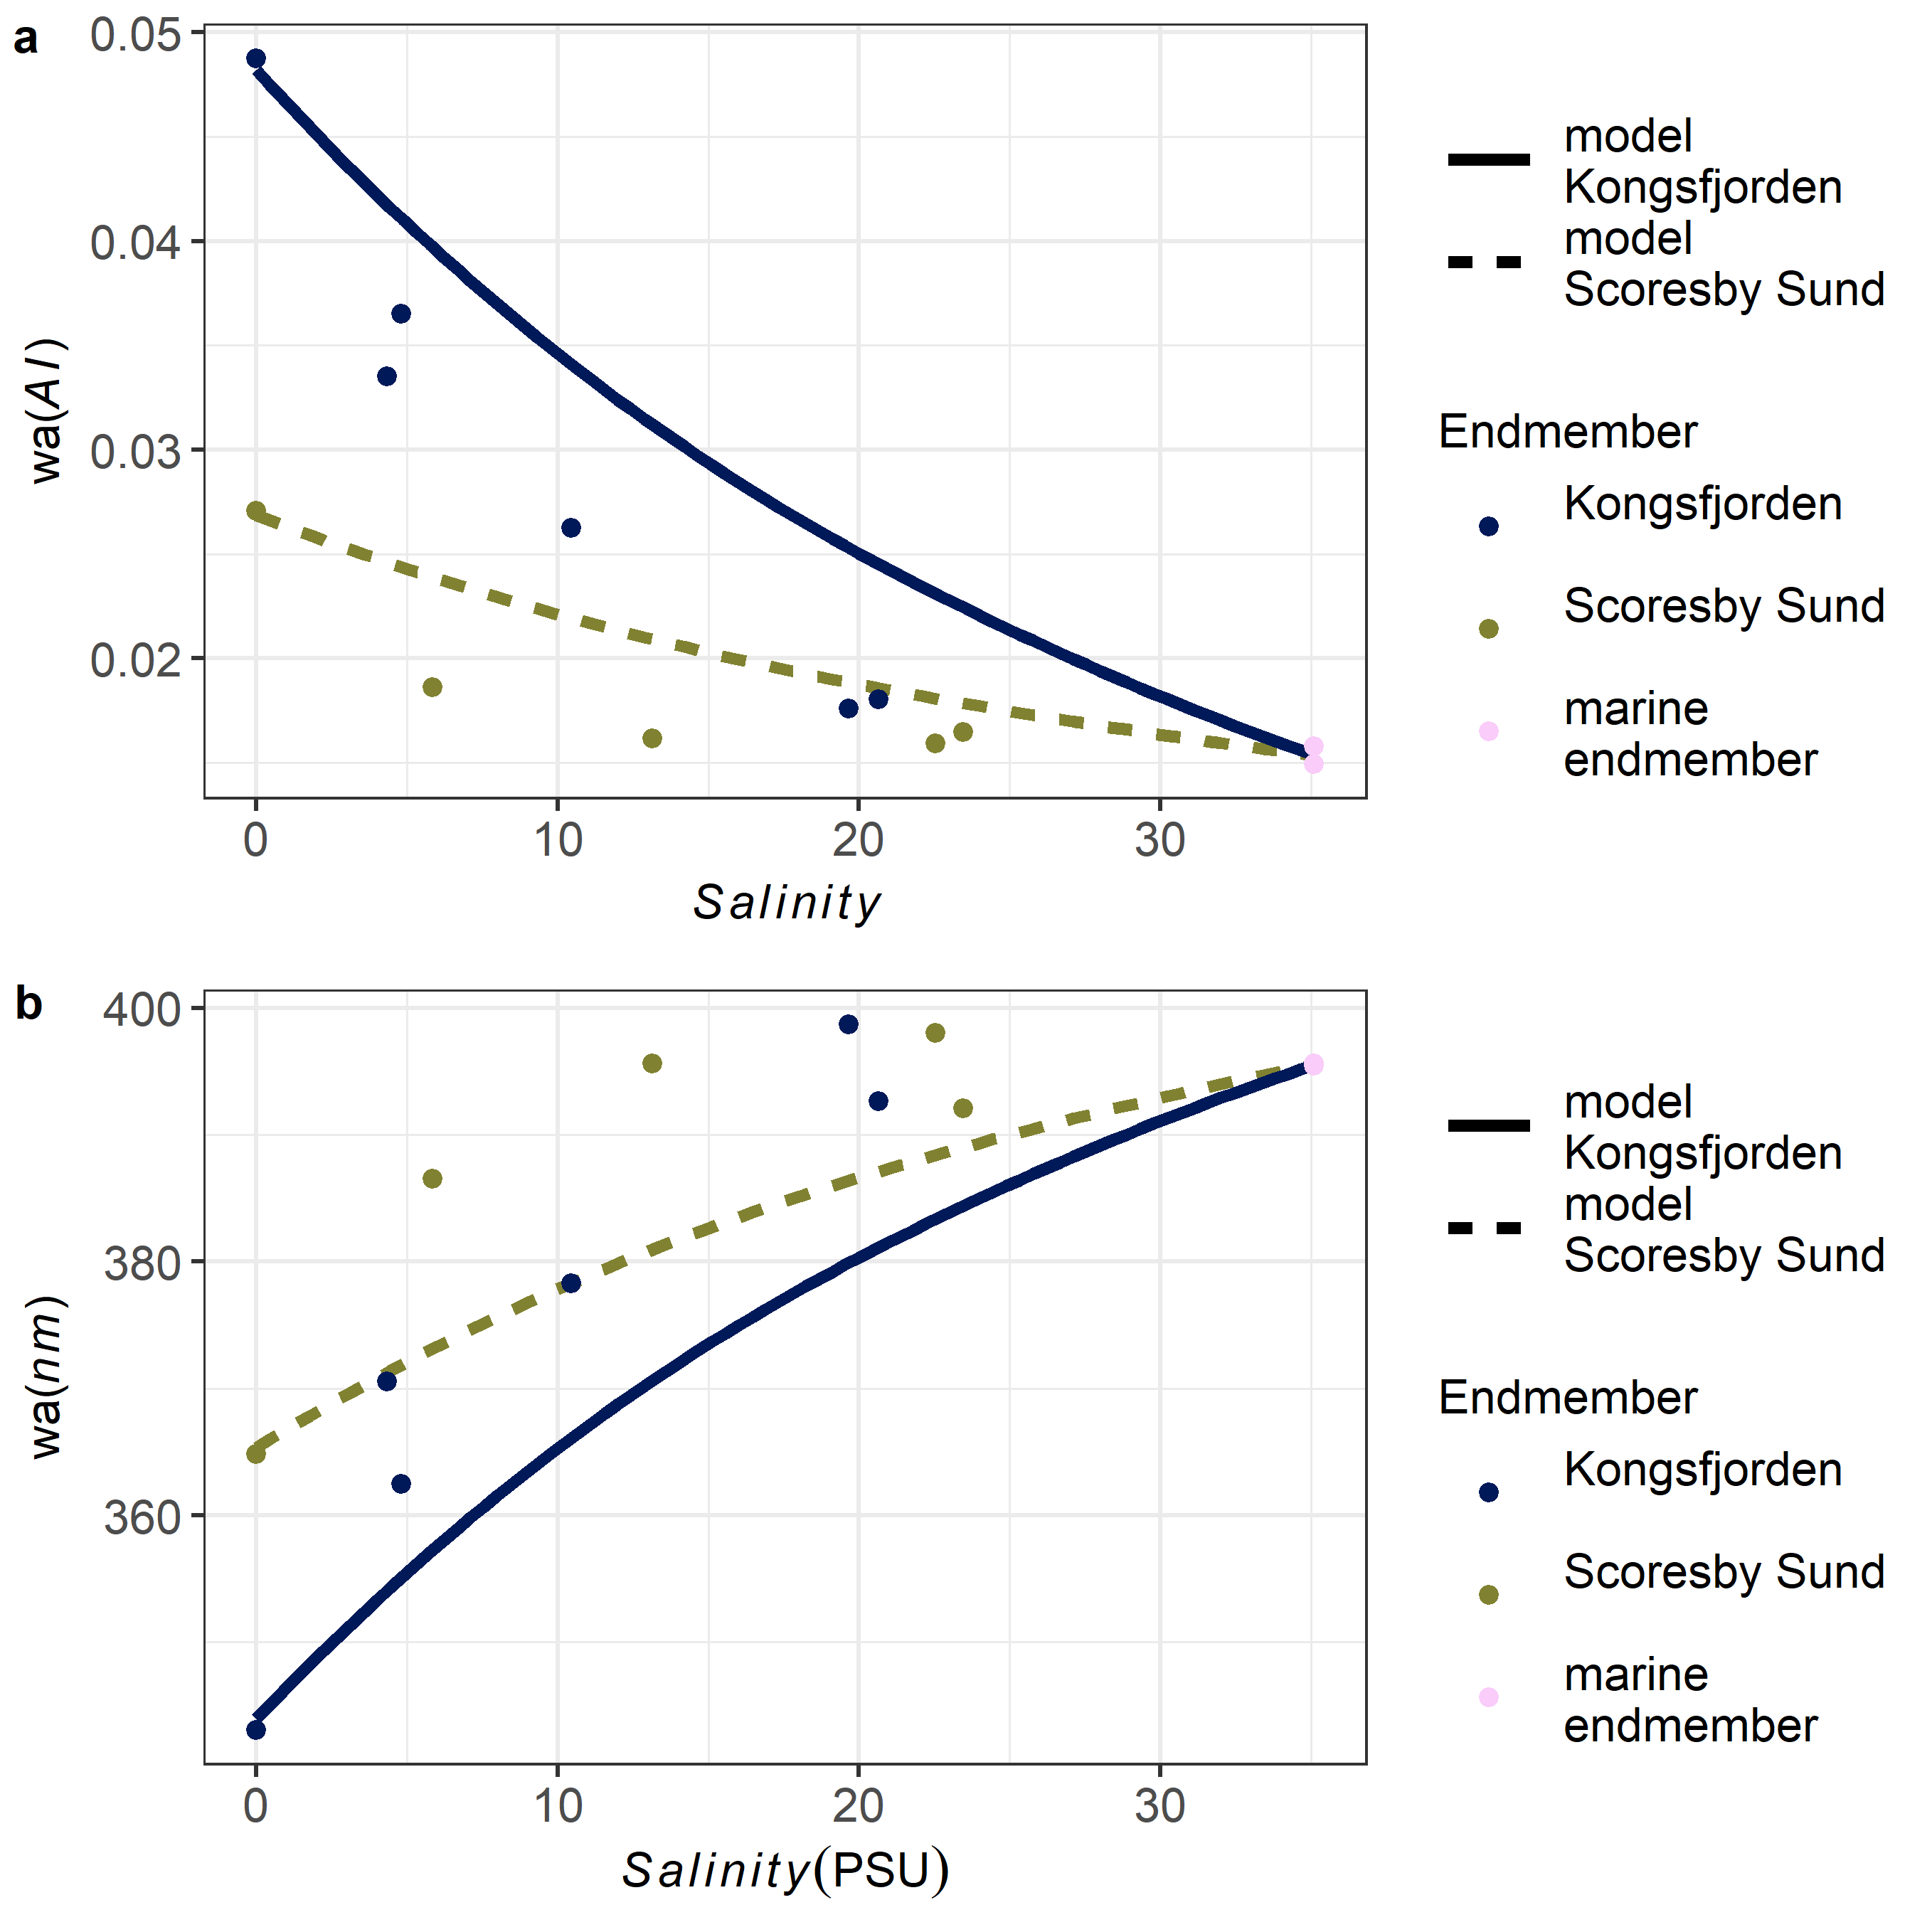 a
0.05
0.04
0.03
0.02
wa(AI)
0 10 20 30
Salinity
model
Kongsfjorden
model
Scoresby Sund
Endmember
Kongsfjorden
Scoresby Sund
marine
endmember
b
400
380
360
wa(nm)
0 10 20 30
Salinity(PSU)
model
Kongsfjorden
model
Scoresby Sund
Endmember
Kongsfjorden
Scoresby Sund
marine
endmember